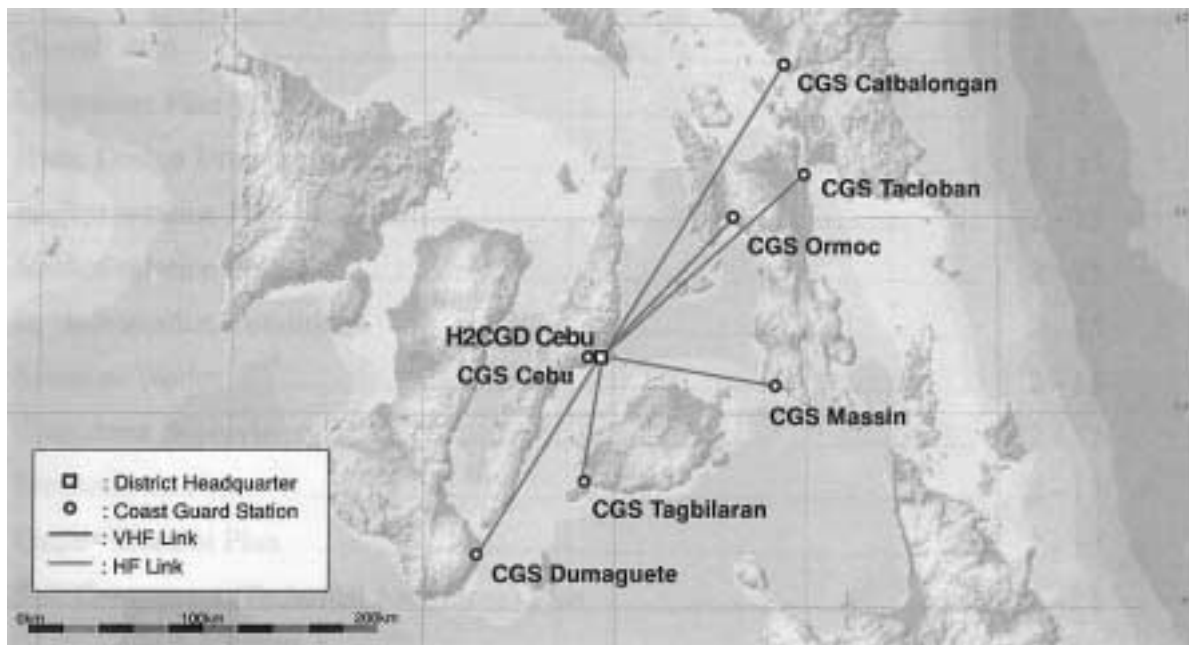 CGS Catbalongan
CGS Tacloban
CGS Ormoc
H2CGD Cebu
CGS Cebu
CGS Massin
CGS Tagbilaran
CGS Dumaguete
: District Headquarter
: Coast Guard Station
: VHF Link
: HF Link
0km 100km 200km